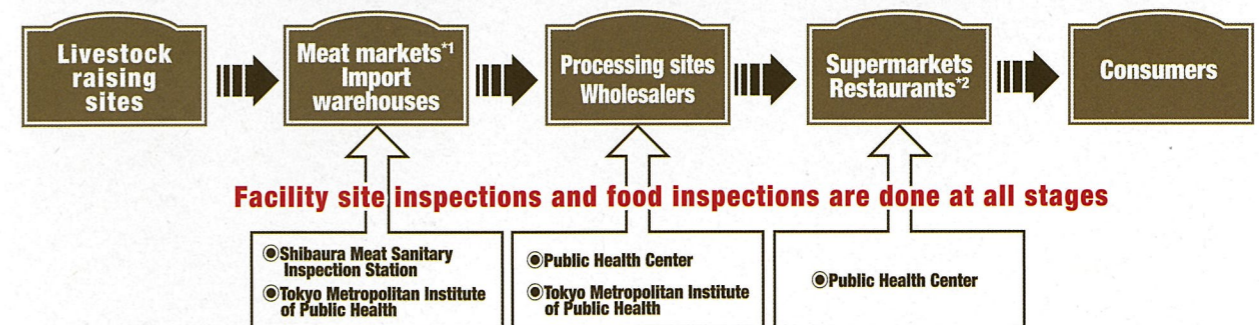 Livestock
raising
sites
Meat markets*1
Import
warehouses
Processing sites
Wholesalers
Supermarkets
Restaurants*2
Consumers
Facility site inspections and food inspections are done at all stages
◉Shibaura Meat Sanitary
Inspection Station
◉Tokyo Metropolitan Institute
of Public Health
◉Public Health Center
◉Tokyo Metropolitan Institute
of Public Health
◉Public Health Center